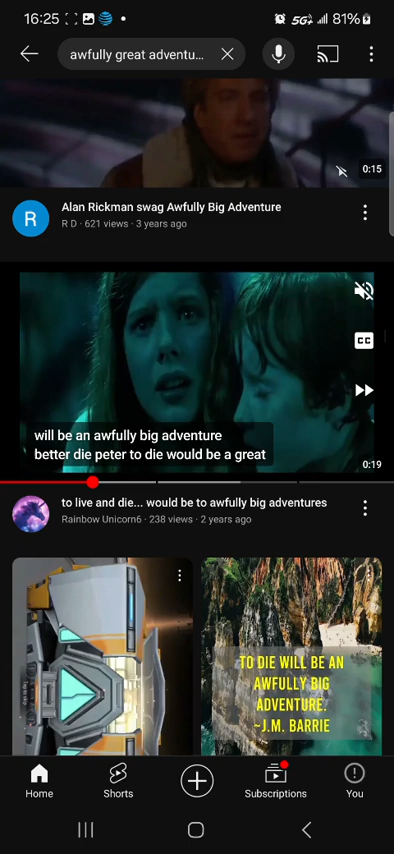 16:25
5G+ 81%
awfully great adventu...
0:15
R
Alan Rickman swag Awfully Big Adventure
R D · 621 views · 3 years ago
CC
will be an awfully big adventure
better die peter to die would be a great
0:19
to live and die... would be to awfully big adventures
Rainbow Unicorn6 · 238 views · 2 years ago
TO DIE WILL BE AN
AWFULLY BIG
ADVENTURE.
~J.M. BARRIE
Home
Shorts
Subscriptions
You